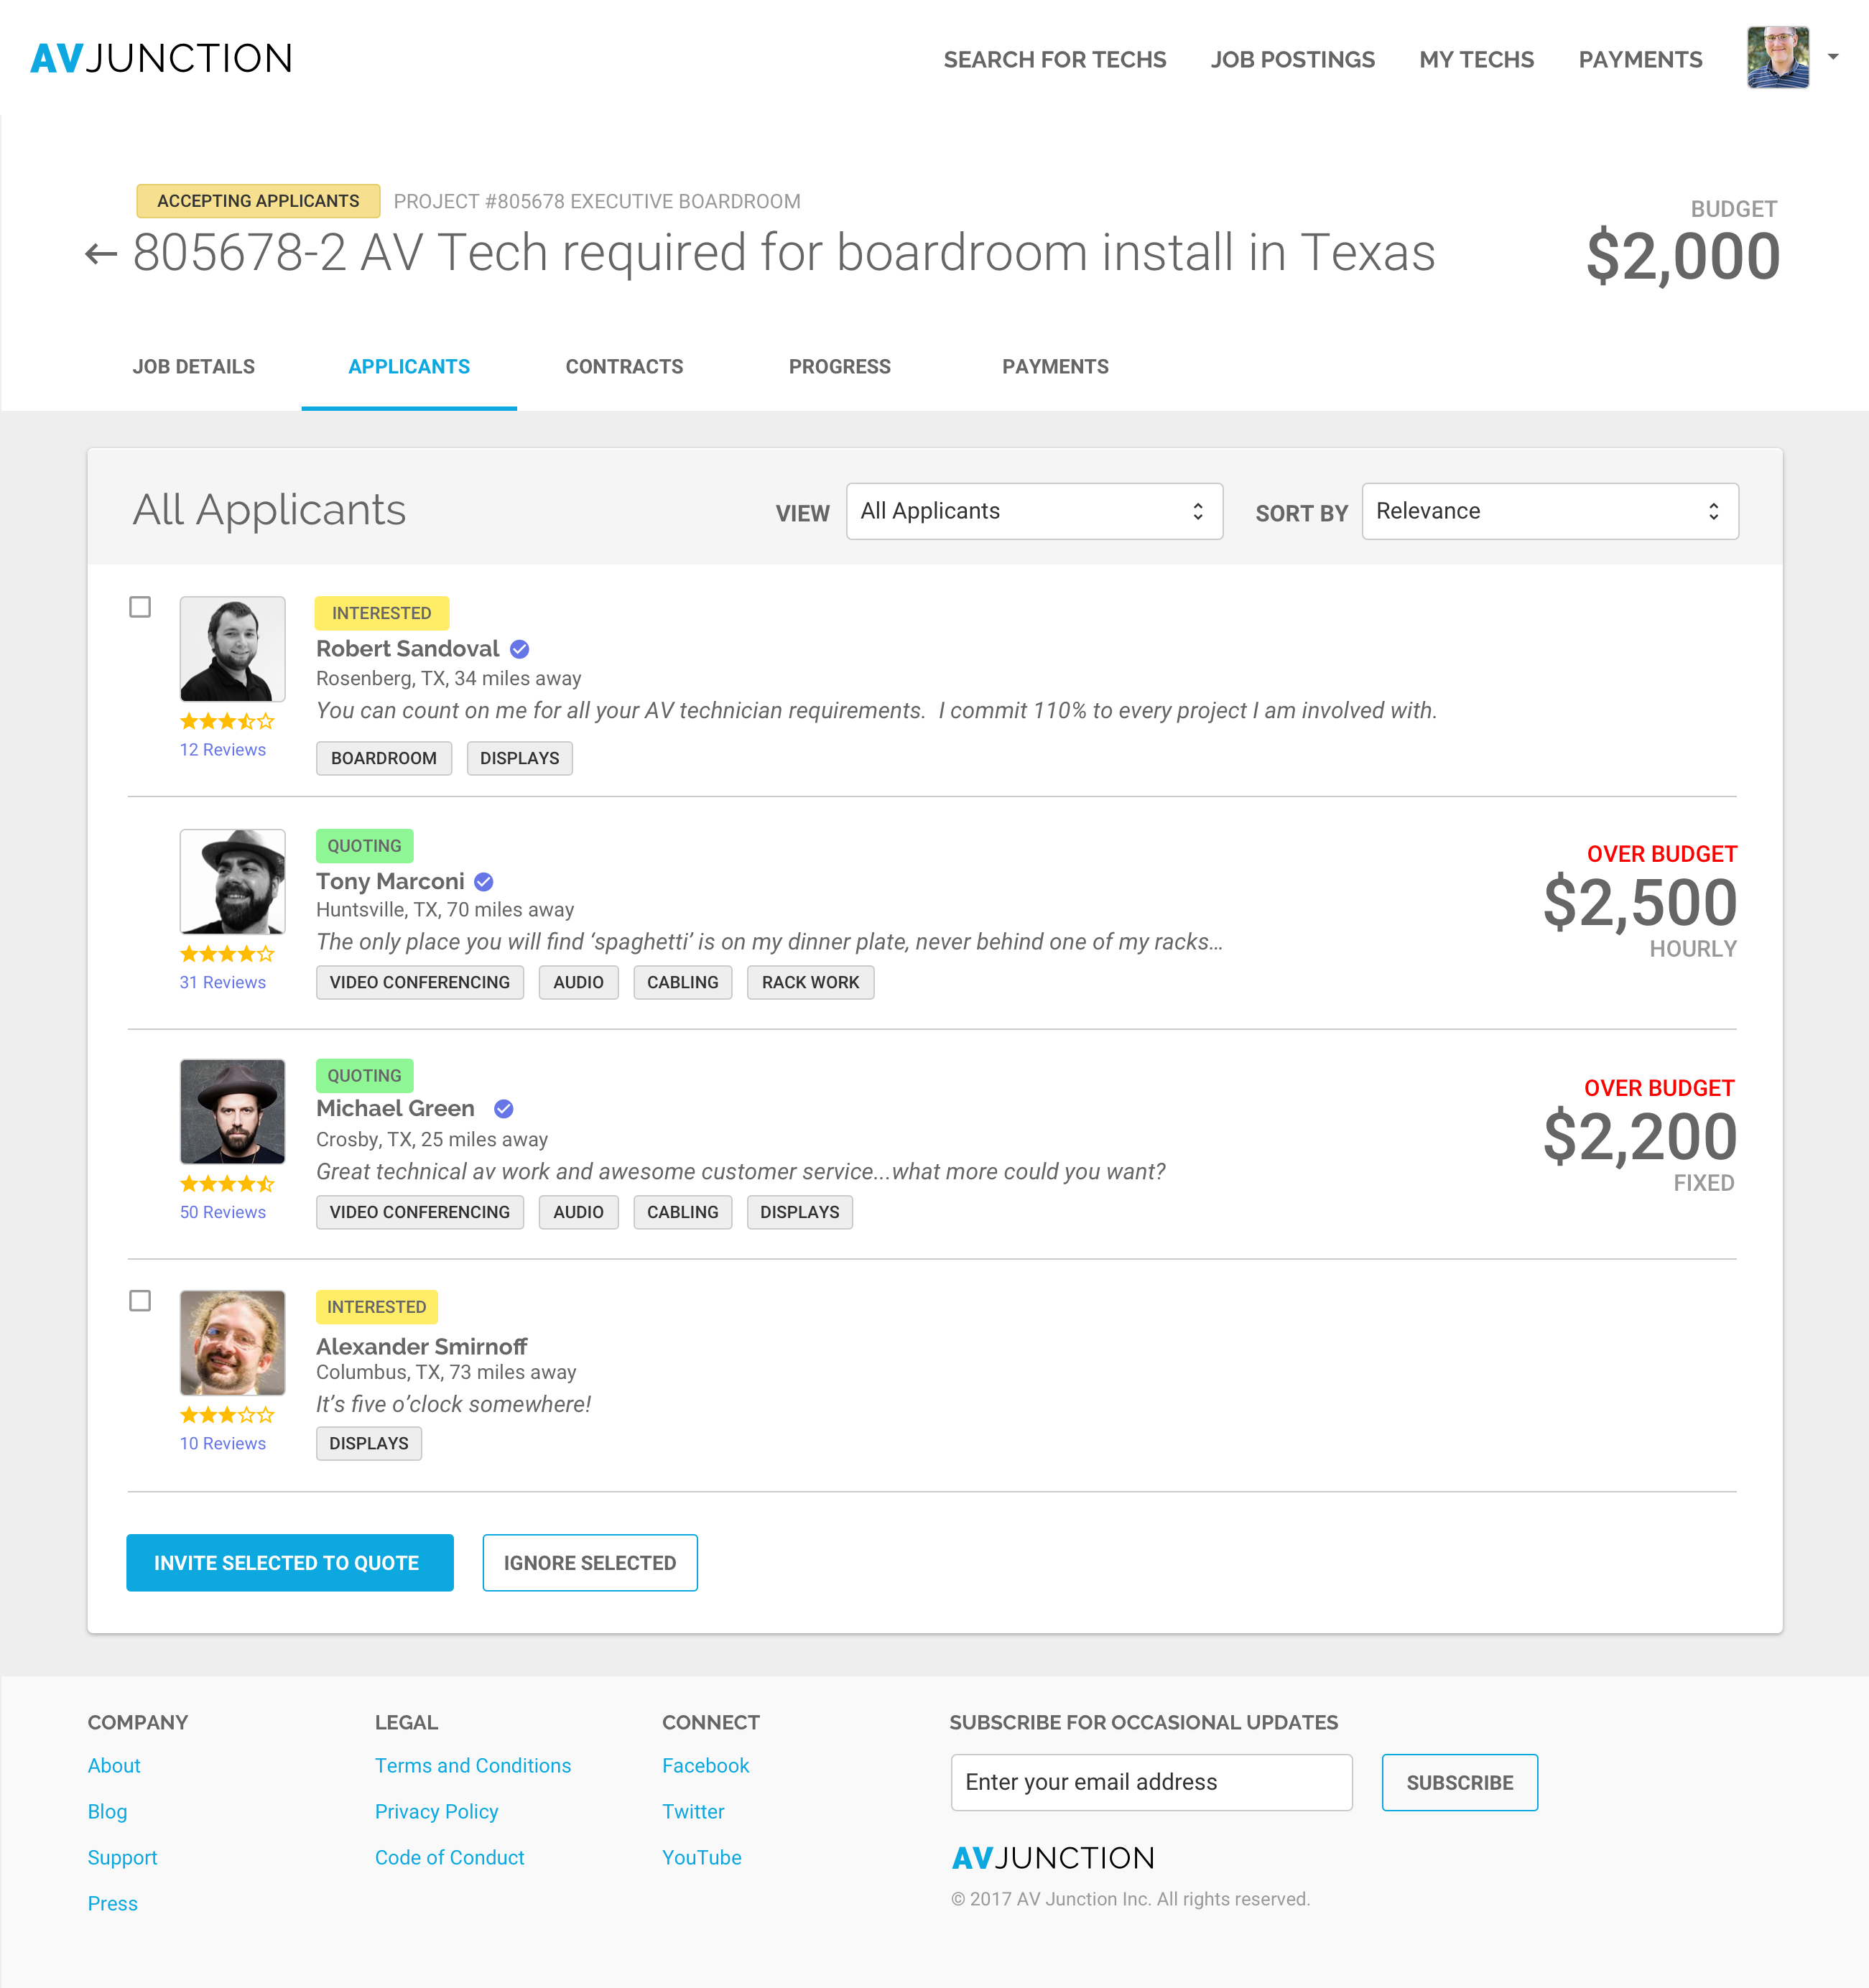 AVJUNCTION
SEARCH FOR TECHS
JOB POSTINGS
MY TECHS
PAYMENTS
ACCEPTING APPLICANTS
PROJECT #805678 EXECUTIVE BOARDROOM
805678-2 AV Tech required for boardroom install in Texas
BUDGET
$2,000
JOB DETAILS
APPLICANTS
CONTRACTS
PROGRESS
PAYMENTS
All Applicants
VIEW
All Applicants
SORT BY
Relevance
INTERESTED
Robert Sandoval
Rosenberg, TX, 34 miles away
You can count on me for all your AV technician requirements.  I commit 110% to every project I am involved with.
12 Reviews
BOARDROOM
DISPLAYS
QUOTING
Tony Marconi
Huntsville, TX, 70 miles away
The only place you will find ‘spaghetti’ is on my dinner plate, never behind one of my racks...
31 Reviews
VIDEO CONFERENCING
AUDIO
CABLING
RACK WORK
OVER BUDGET
$2,500
HOURLY
QUOTING
Michael Green
Crosby, TX, 25 miles away
Great technical av work and awesome customer service...what more could you want?
50 Reviews
VIDEO CONFERENCING
AUDIO
CABLING
DISPLAYS
OVER BUDGET
$2,200
FIXED
INTERESTED
Alexander Smirnoff
Columbus, TX, 73 miles away
It’s five o’clock somewhere!
10 Reviews
DISPLAYS
INVITE SELECTED TO QUOTE
IGNORE SELECTED
COMPANY
About
Blog
Support
Press
LEGAL
Terms and Conditions
Privacy Policy
Code of Conduct
CONNECT
Facebook
Twitter
YouTube
SUBSCRIBE FOR OCCASIONAL UPDATES
Enter your email address
SUBSCRIBE
AVJUNCTION
© 2017 AV Junction Inc. All rights reserved.